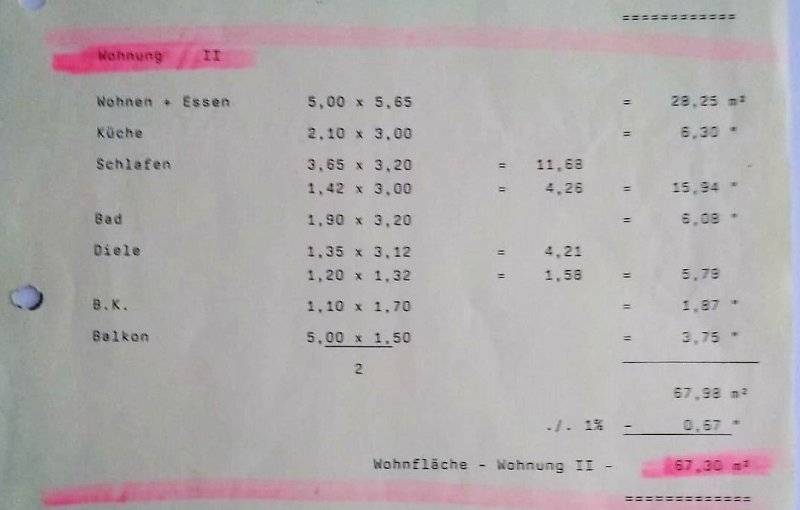 ============
Wohnung II
Wohnen + Essen 5,00 x 5,65 = 28,25 m²
Küche 2,10 x 3,00 = 6,30 "
Schlafen 3,65 x 3,20 = 11,68
1,42 x 3,00 = 4,26 = 15,94 "
Bad 1,90 x 3,20 = 6,08 "
Diele 1,35 x 3,12 = 4,21
1,20 x 1,32 = 1,58 = 5,79
B.K. 1,10 x 1,70 = 1,87 "
Balkon 5,00 x 1,50 = 3,75 "
2
67,98 m²
./. 1% - 0,67 "
Wohnfläche - Wohnung II - 67,30 m²
=============